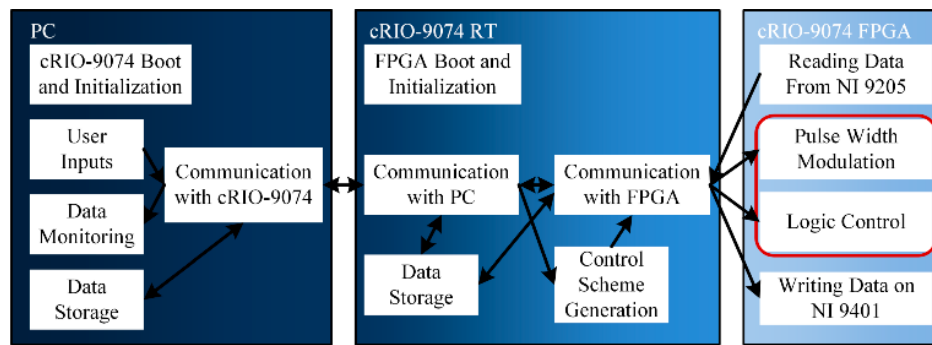 PC
cRIO-9074 Boot
and Initialization
User
Inputs
Communication
with cRIO-9074
Data
Monitoring
Data
Storage
cRIO-9074 RT
FPGA Boot and
Initialization
Communication
with PC
Communication
with FPGA
Data
Storage
Control
Scheme
Generation
cRIO-9074 FPGA
Reading Data
From NI 9205
Pulse Width
Modulation
Logic Control
Writing Data on
NI 9401